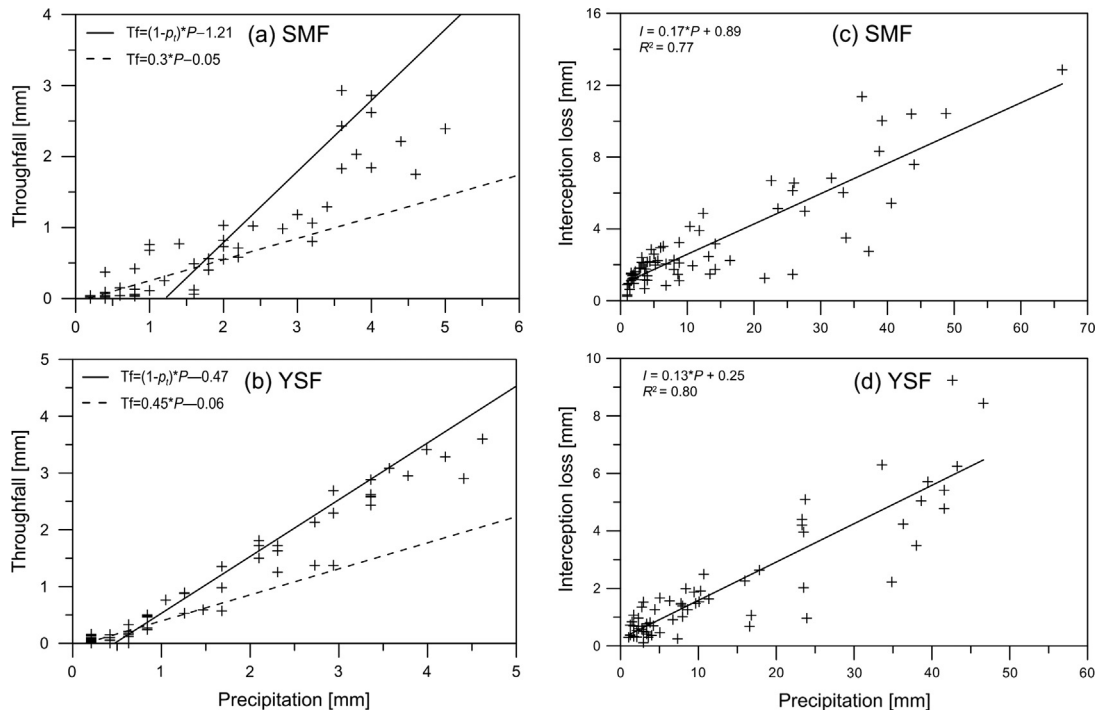 (a) SMF
Tf=(1-pt)*P–1.21
Tf=0.3*P–0.05
Throughfall [mm]
4
3
2
1
0
0 1 2 3 4 5 6
(c) SMF
I = 0.17*P + 0.89
R² = 0.77
Interception loss [mm]
16
12
8
4
0
0 10 20 30 40 50 60 70
(b) YSF
Tf=(1-pt)*P—0.47
Tf=0.45*P—0.06
Throughfall [mm]
5
4
3
2
1
0
0 1 2 3 4 5
Precipitation [mm]
(d) YSF
I = 0.13*P + 0.25
R² = 0.80
Interception loss [mm]
10
8
6
4
2
0
0 10 20 30 40 50 60
Precipitation [mm]